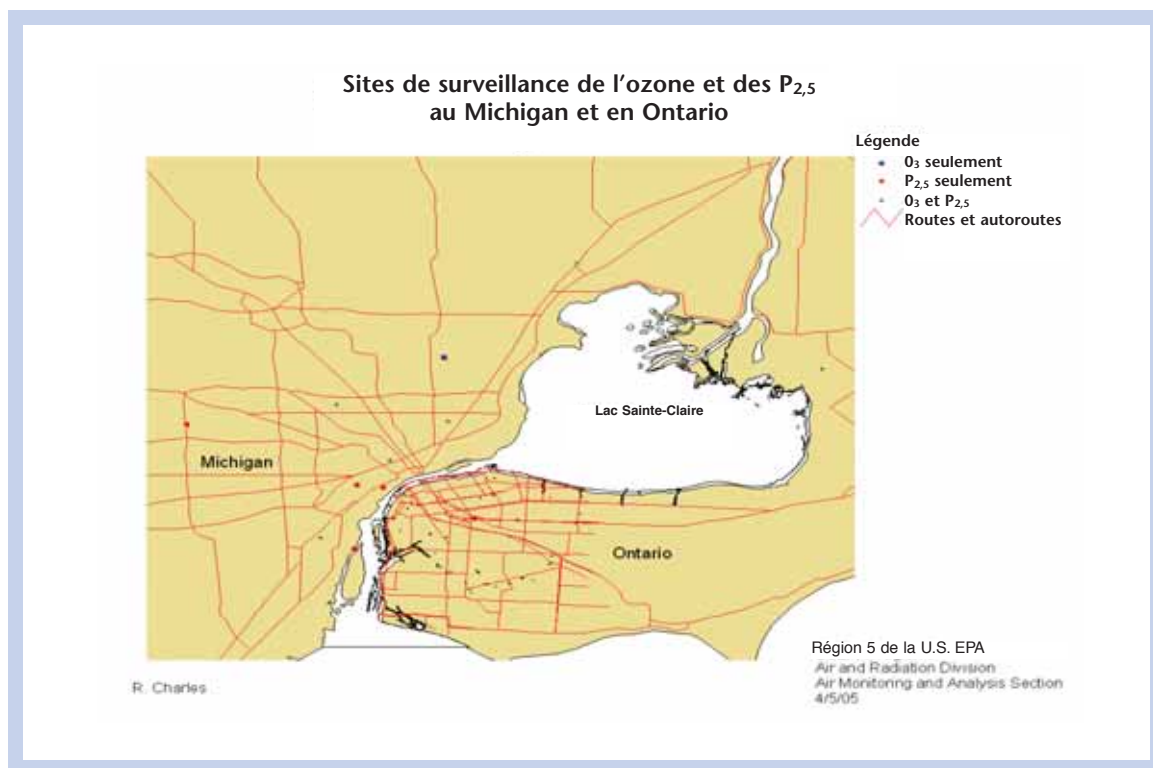 Sites de surveillance de l'ozone et des P2,5
au Michigan et en Ontario
Légende
O3 seulement
P2,5 seulement
O3 et P2,5
Routes et autoroutes
Lac Sainte-Claire
Michigan
Ontario
Région 5 de la U.S. EPA
Air and Radiation Division
Air Monitoring and Analysis Section
4/5/05
R. Charles